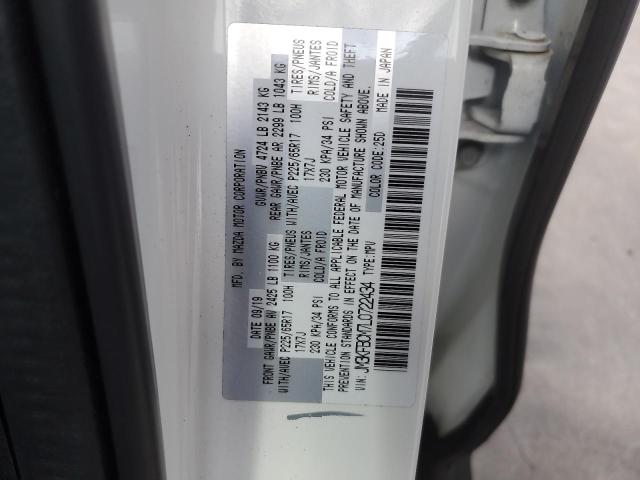 MFD. BY MAZDA MOTOR CORPORATION
DATE 09/19 GVWR/PNBV 4724 LB 2143 KG
FRONT GAWR/PNBE AV 2425 LB 1100 KG REAR GAWR/PNBE AR 2299 LB 1043 KG
WITH/AVEC P225/65R17 100H TIRES/PNEUS WITH/AVEC P225/65R17 100H TIRES/PNEUS
17X7J RIMS/JANTES 17X7J RIMS/JANTES
230 KPA/34 PSI COLD/A FROID 230 KPA/34 PSI COLD/A FROID
THIS VEHICLE CONFORMS TO ALL APPLICABLE FEDERAL MOTOR VEHICLE SAFETY AND THEFT
PREVENTION STANDARDS IN EFFECT ON THE DATE OF MANUFACTURE SHOWN ABOVE.
VIN: JM3KFBCM7L0722434 TYPE:MPV COLOR CODE:25D MADE IN JAPAN